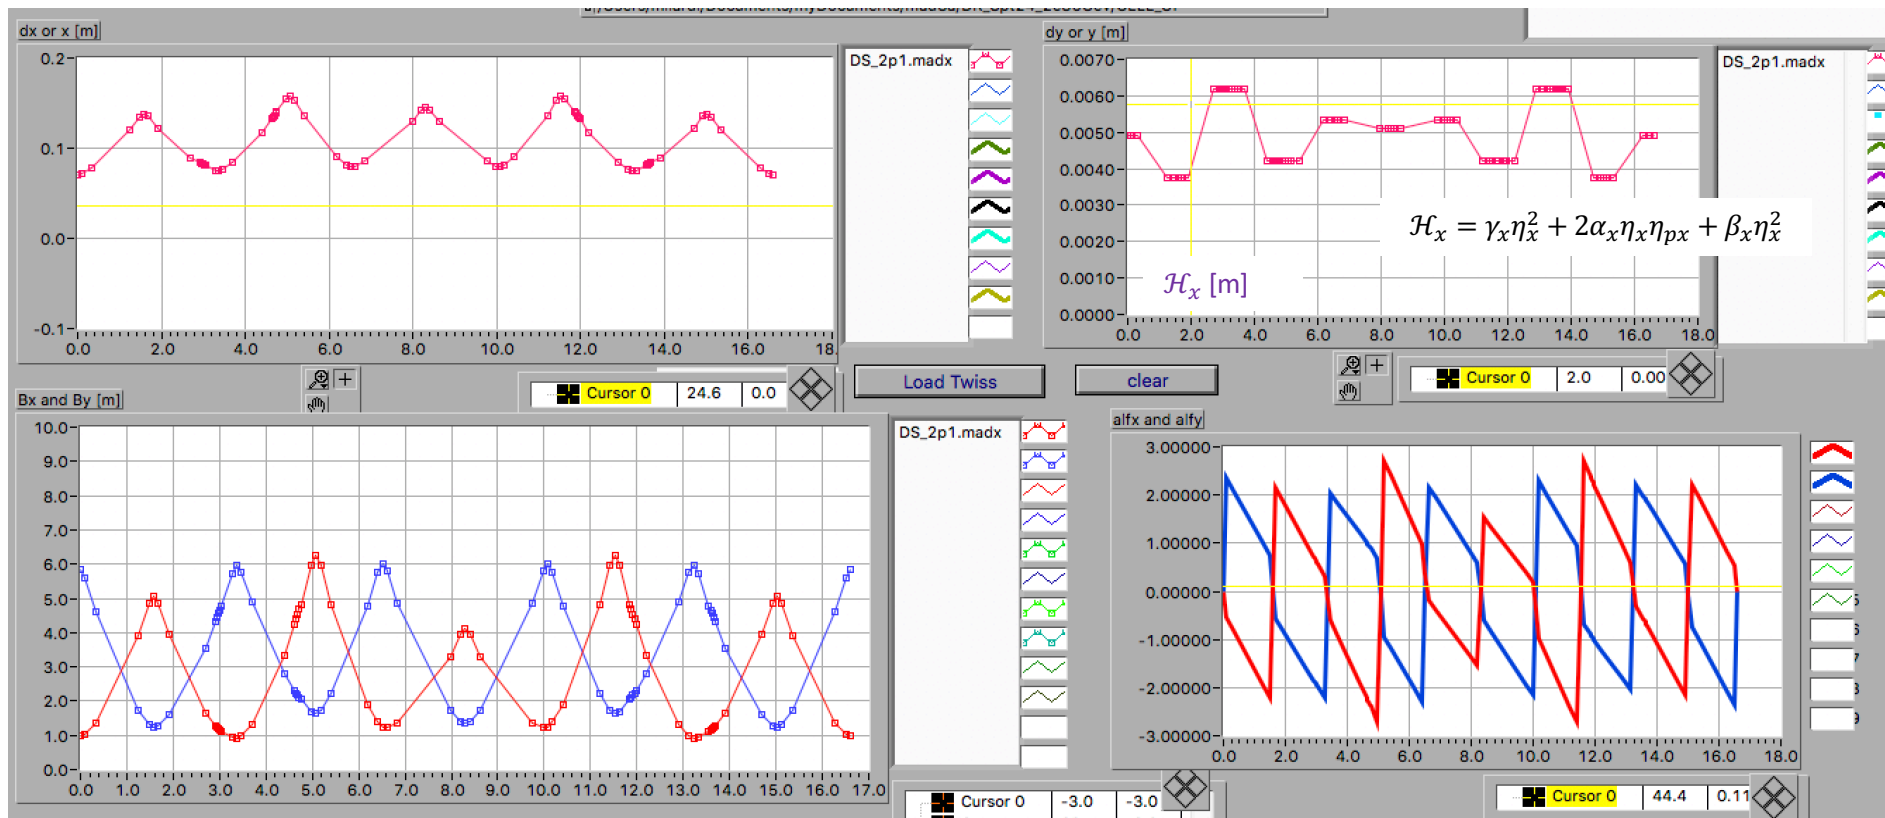 dx or x [m]
0.2
0.1
0.0
-0.1
0.0 2.0 4.0 6.0 8.0 10.0 12.0 14.0 16.0 18.
DS_2p1.madx
dy or y [m]
0.0070
0.0060
0.0050
0.0040
0.0030
0.0020
0.0010
0.0000
0.0 2.0 4.0 6.0 8.0 10.0 12.0 14.0 16.0 18.0
ℋₓ = γₓηₓ² + 2αₓηₓηₚₓ + βₓηₓ²
ℋₓ [m]
DS_2p1.madx
Cursor 0 24.6 0.0
Load Twiss
clear
Cursor 0 2.0 0.00
Bx and By [m]
10.0
9.0
8.0
7.0
6.0
5.0
4.0
3.0
2.0
1.0
0.0
0.0 1.0 2.0 3.0 4.0 5.0 6.0 7.0 8.0 9.0 10.0 11.0 12.0 13.0 14.0 15.0 16.0 17.0
DS_2p1.madx
Cursor 0 -3.0 -3.0
alfx and alfy
3.00000
2.00000
1.00000
0.00000
-1.00000
-2.00000
-3.00000
0.0 2.0 4.0 6.0 8.0 10.0 12.0 14.0 16.0 18.0
Cursor 0 44.4 0.11